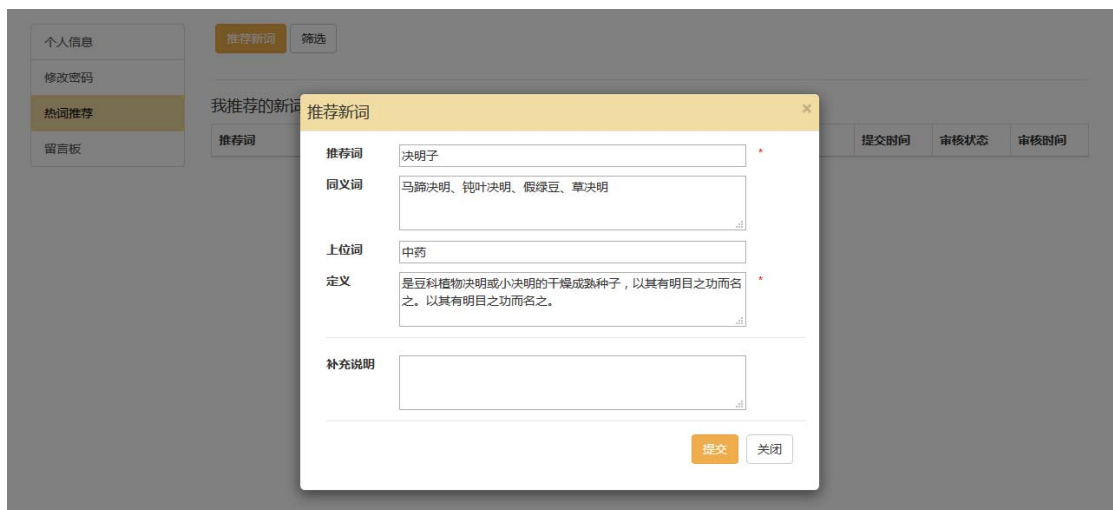 个人信息
修改密码
热词推荐
留言板
推荐新词 筛选
我推荐的新词
推荐词 提交时间 审核状态 审核时间
推荐新词 ×
推荐词 决明子 *
同义词 马蹄决明、钝叶决明、假绿豆、草决明
上位词 中药
定义 是豆科植物决明或小决明的干燥成熟种子，以其有明目之功而名 *
之。以其有明目之功而名之。
补充说明
提交 关闭